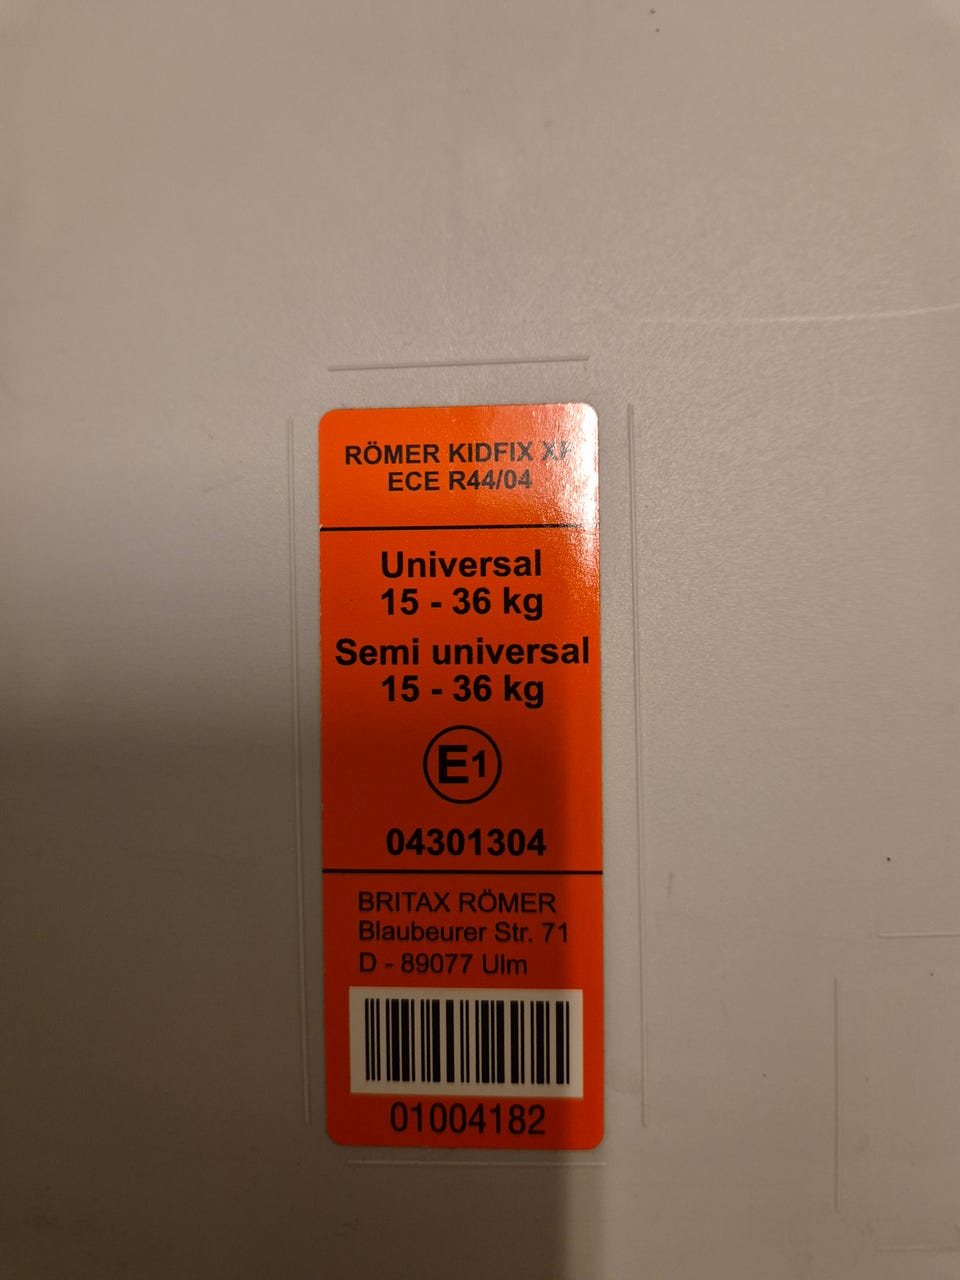 RÖMER KIDFIX
ECE R44/04
Universal
15 - 36 kg
Semi universal
15 - 36 kg
E1
04301304
BRITAX RÖMER
Blaubeurer Str. 71
D - 89077 Ulm
01004182